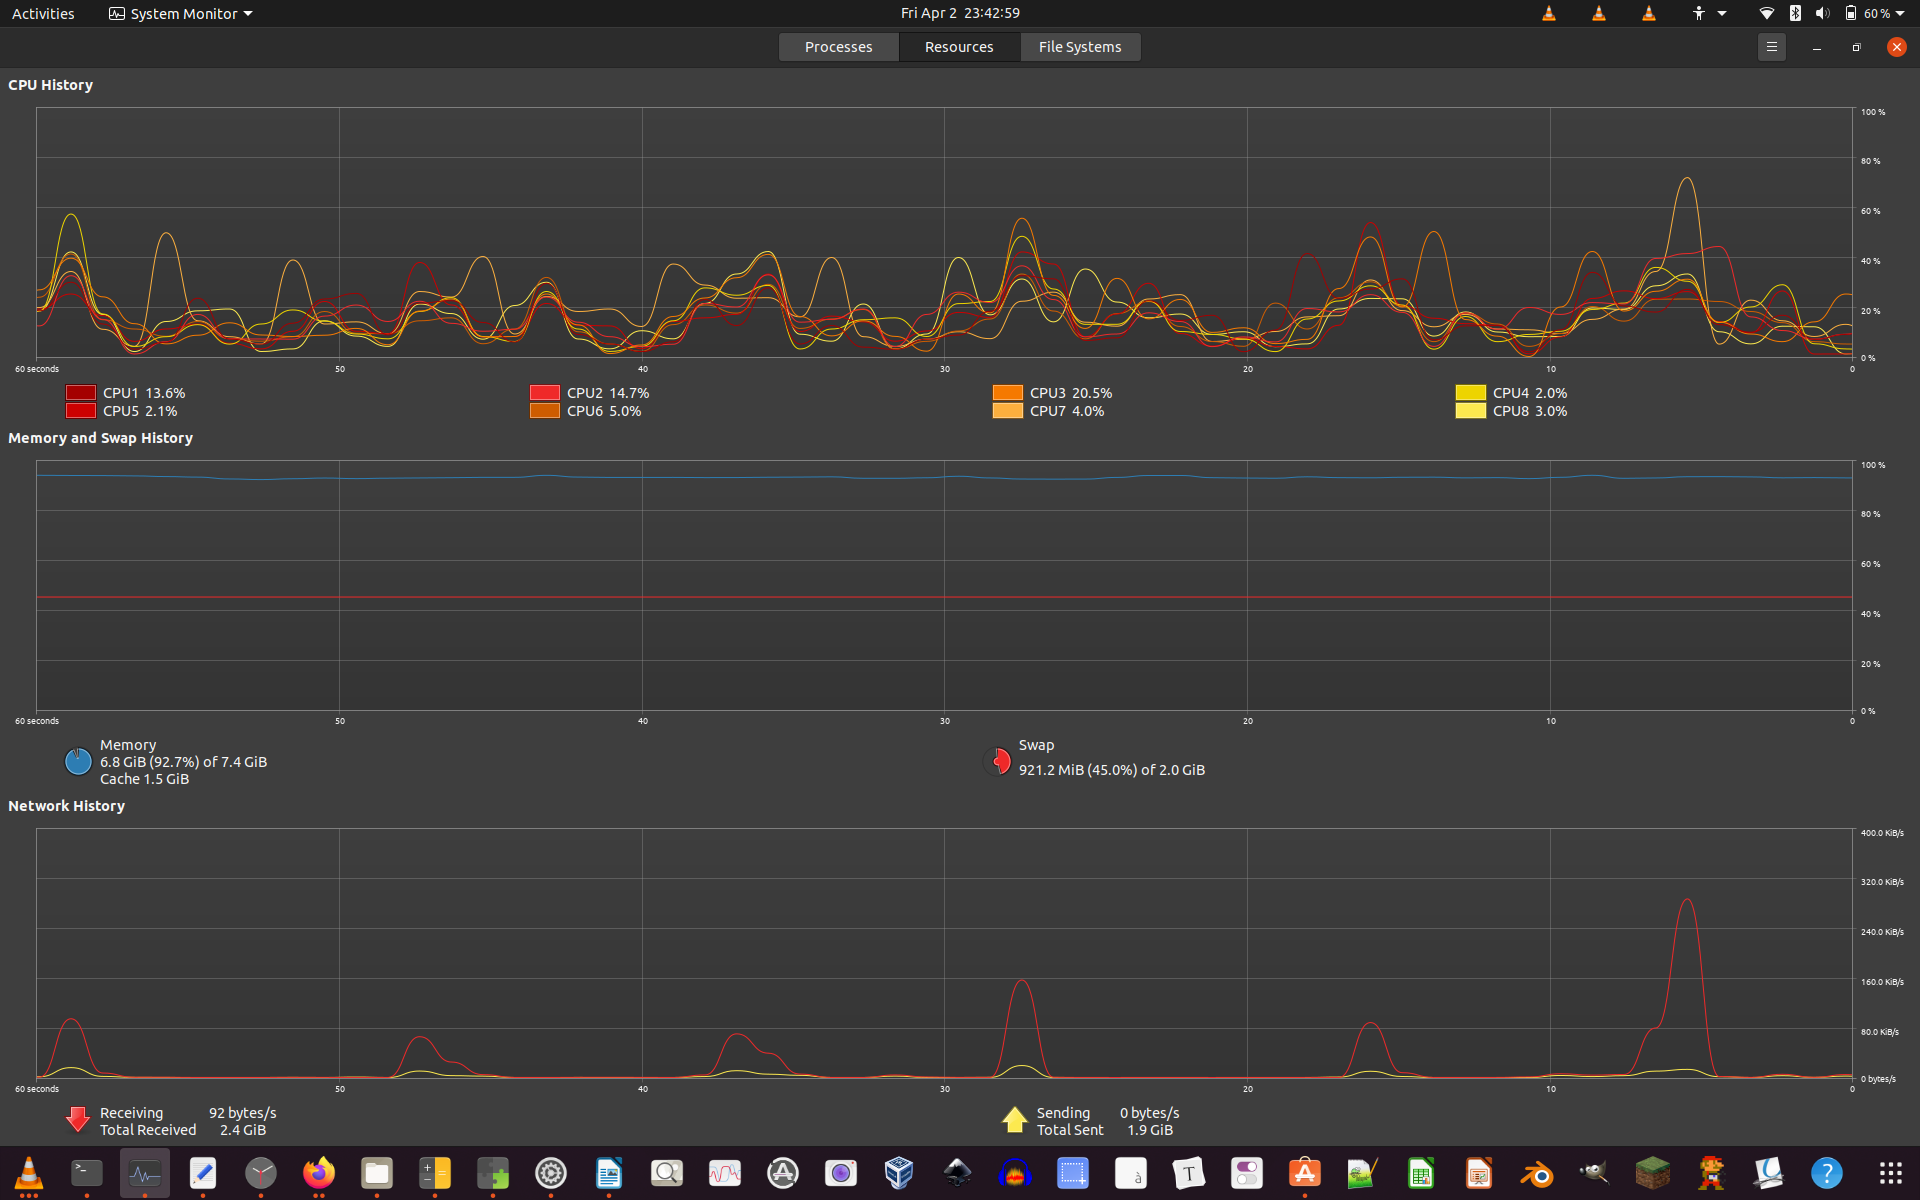 Activities System Monitor Fri Apr 2 23:42:59 60 %
Processes Resources File Systems
CPU History
100 %
80 %
60 %
40 %
20 %
0 %
60 seconds 50 40 30 20 10 0
CPU1 13.6% CPU2 14.7% CPU3 20.5% CPU4 2.0%
CPU5 2.1% CPU6 5.0% CPU7 4.0% CPU8 3.0%
Memory and Swap History
100 %
80 %
60 %
40 %
20 %
0 %
60 seconds 50 40 30 20 10 0
Memory Swap
6.8 GiB (92.7%) of 7.4 GiB 921.2 MiB (45.0%) of 2.0 GiB
Cache 1.5 GiB
Network History
400.0 KiB/s
320.0 KiB/s
240.0 KiB/s
160.0 KiB/s
80.0 KiB/s
0 bytes/s
60 seconds 50 40 30 20 10 0
Receiving 92 bytes/s Sending 0 bytes/s
Total Received 2.4 GiB Total Sent 1.9 GiB